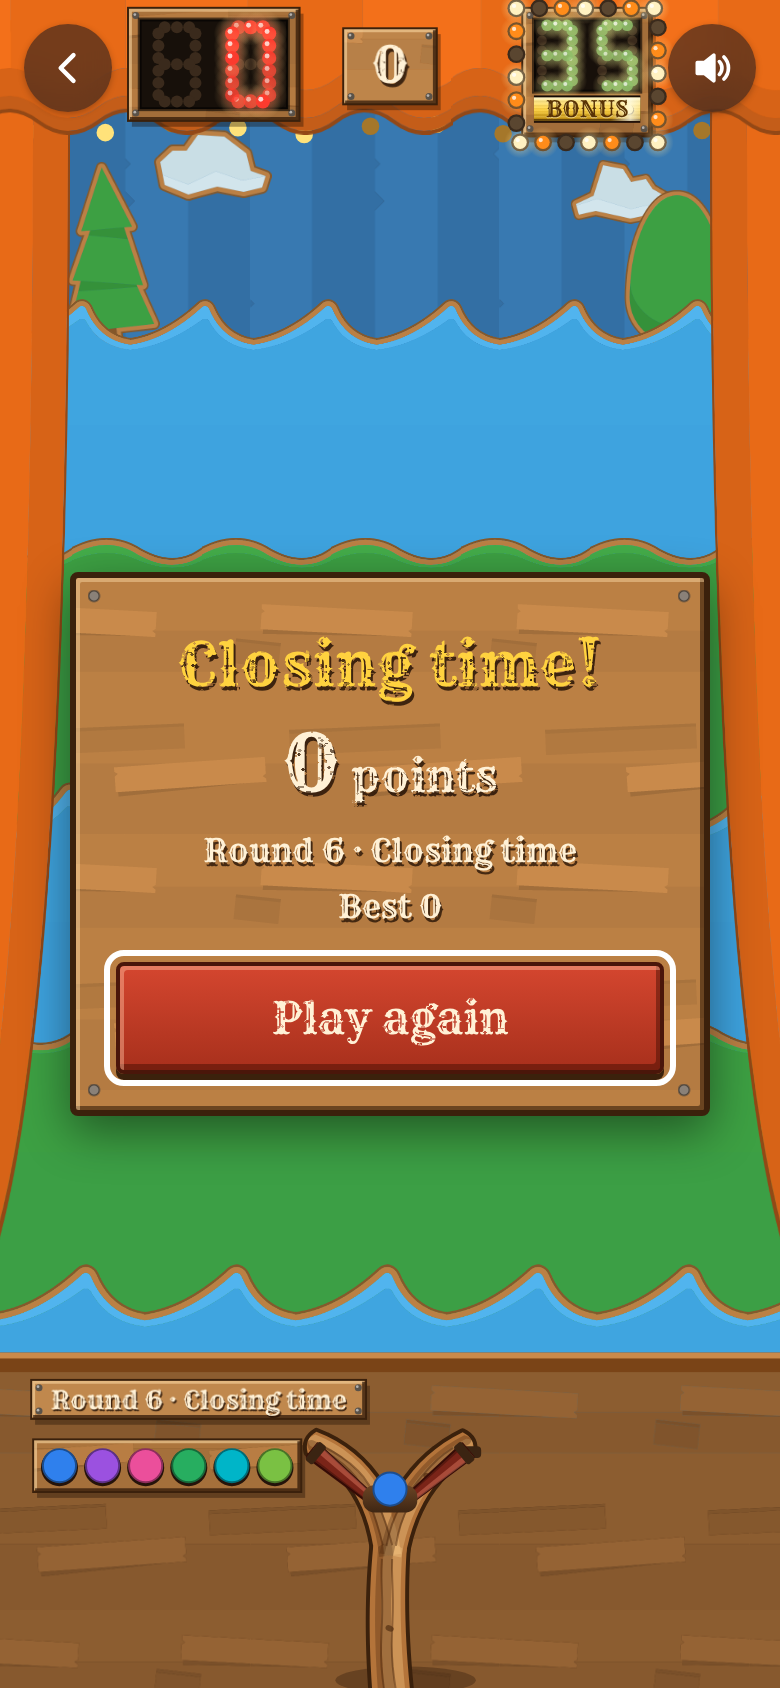 0
0
35
BONUS
Closing time!
0 points
Round 6 · Closing time
Best 0
Play again
Round 6 · Closing time